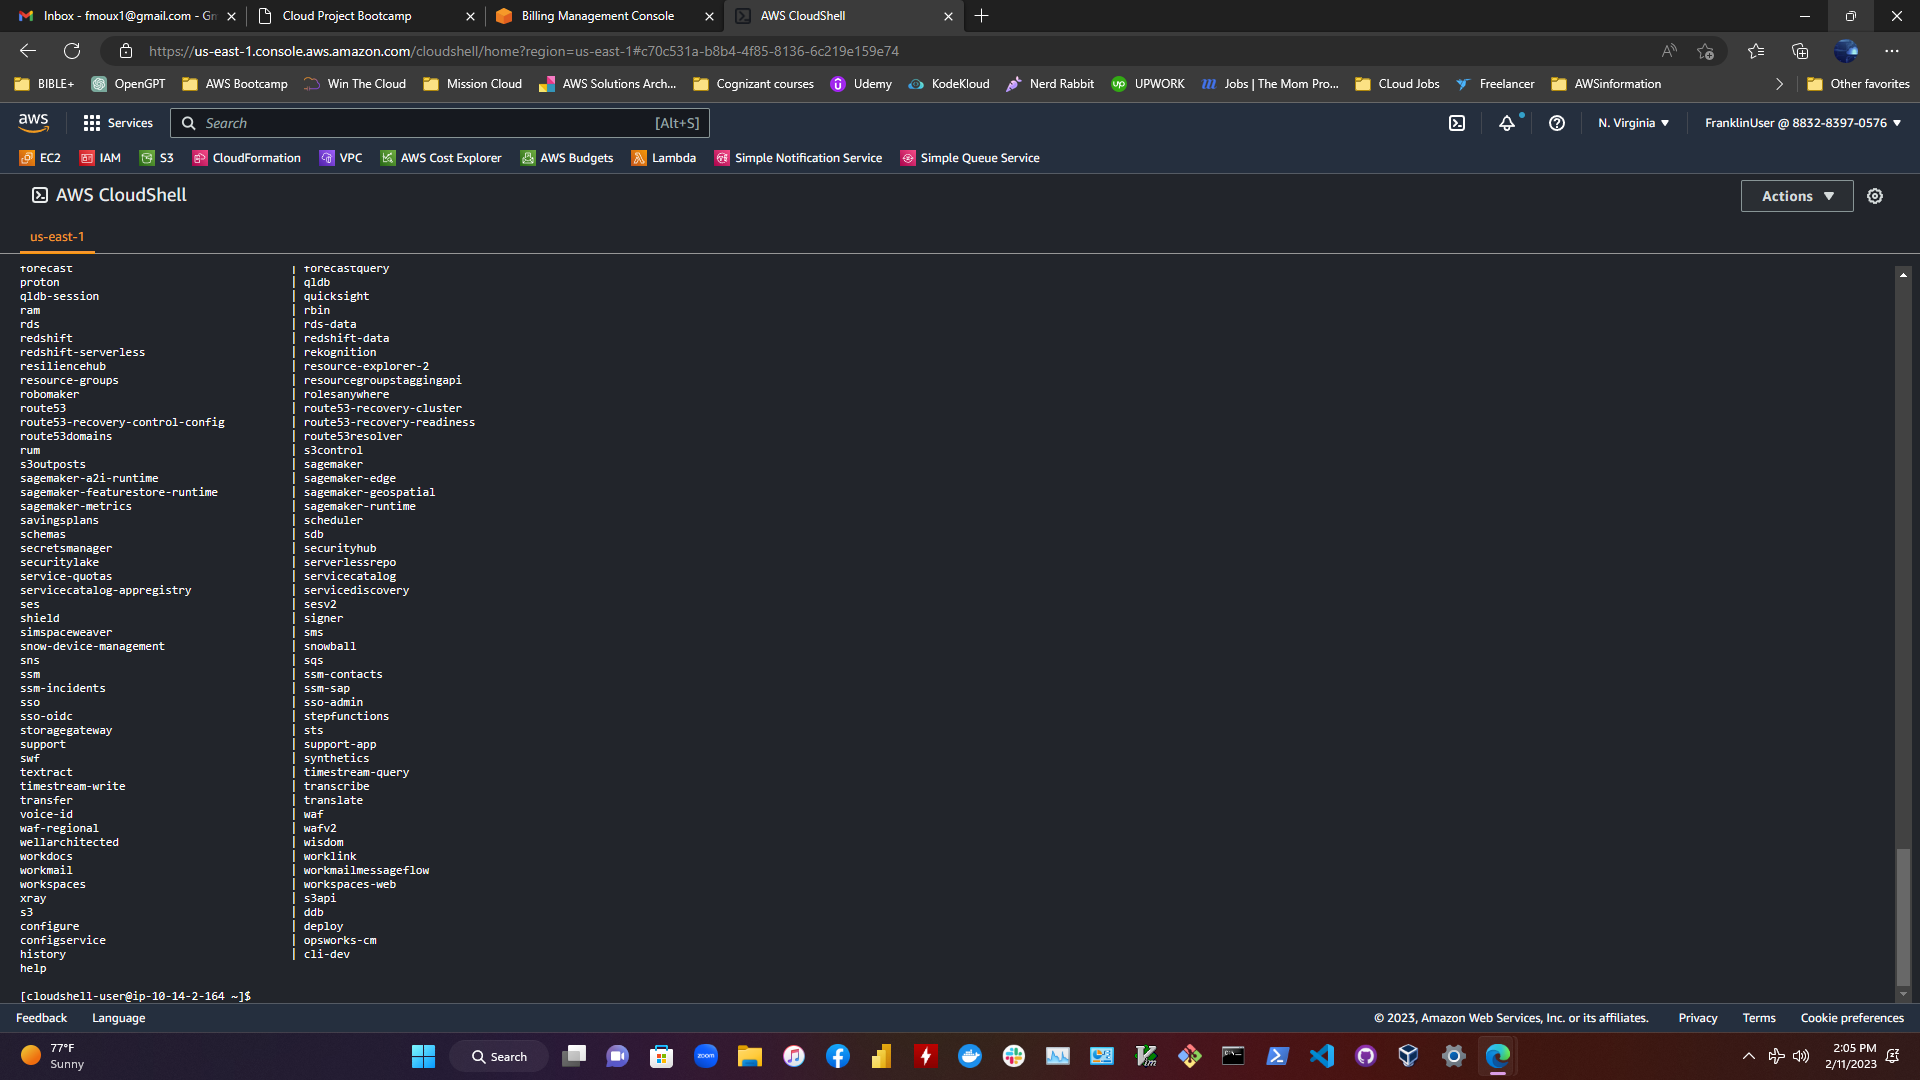 Inbox - fmoux1@gmail.com - Gm
Cloud Project Bootcamp
Billing Management Console
AWS CloudShell
https://us-east-1.console.aws.amazon.com/cloudshell/home?region=us-east-1#c70c531a-b8b4-4f85-8136-6c219e159e74
BIBLE+
OpenGPT
AWS Bootcamp
Win The Cloud
Mission Cloud
AWS Solutions Arch...
Cognizant courses
Udemy
KodeKloud
Nerd Rabbit
UPWORK
Jobs | The Mom Pro...
CLoud Jobs
Freelancer
AWSinformation
Other favorites
aws
Services
Search
[Alt+S]
N. Virginia
FranklinUser @ 8832-8397-0576
EC2
IAM
S3
CloudFormation
VPC
AWS Cost Explorer
AWS Budgets
Lambda
Simple Notification Service
Simple Queue Service
AWS CloudShell
Actions
us-east-1
forecast | forecastquery
proton | qldb
qldb-session | quicksight
ram | rbin
rds | rds-data
redshift | redshift-data
redshift-serverless | rekognition
resiliencehub | resource-explorer-2
resource-groups | resourcegroupstaggingapi
robomaker | rolesanywhere
route53 | route53-recovery-cluster
route53-recovery-control-config | route53-recovery-readiness
route53domains | route53resolver
rum | s3control
s3outposts | sagemaker
sagemaker-a2i-runtime | sagemaker-edge
sagemaker-featurestore-runtime | sagemaker-geospatial
sagemaker-metrics | sagemaker-runtime
savingsplans | scheduler
schemas | sdb
secretsmanager | securityhub
securitylake | serverlessrepo
service-quotas | servicecatalog
servicecatalog-appregistry | servicediscovery
ses | sesv2
shield | signer
simspaceweaver | sms
snow-device-management | snowball
sns | sqs
ssm | ssm-contacts
ssm-incidents | ssm-sap
sso | sso-admin
sso-oidc | stepfunctions
storagegateway | sts
support | support-app
swf | synthetics
textract | timestream-query
timestream-write | transcribe
transfer | translate
voice-id | waf
waf-regional | wafv2
wellarchitected | wisdom
workdocs | worklink
workmail | workmailmessageflow
workspaces | workspaces-web
xray | s3api
s3 | ddb
configure | deploy
configservice | opsworks-cm
history | cli-dev
help
[cloudshell-user@ip-10-14-2-164 ~]$
Feedback
Language
© 2023, Amazon Web Services, Inc. or its affiliates.
Privacy
Terms
Cookie preferences
77°F
Sunny
Search
zoom
2:05 PM
2/11/2023